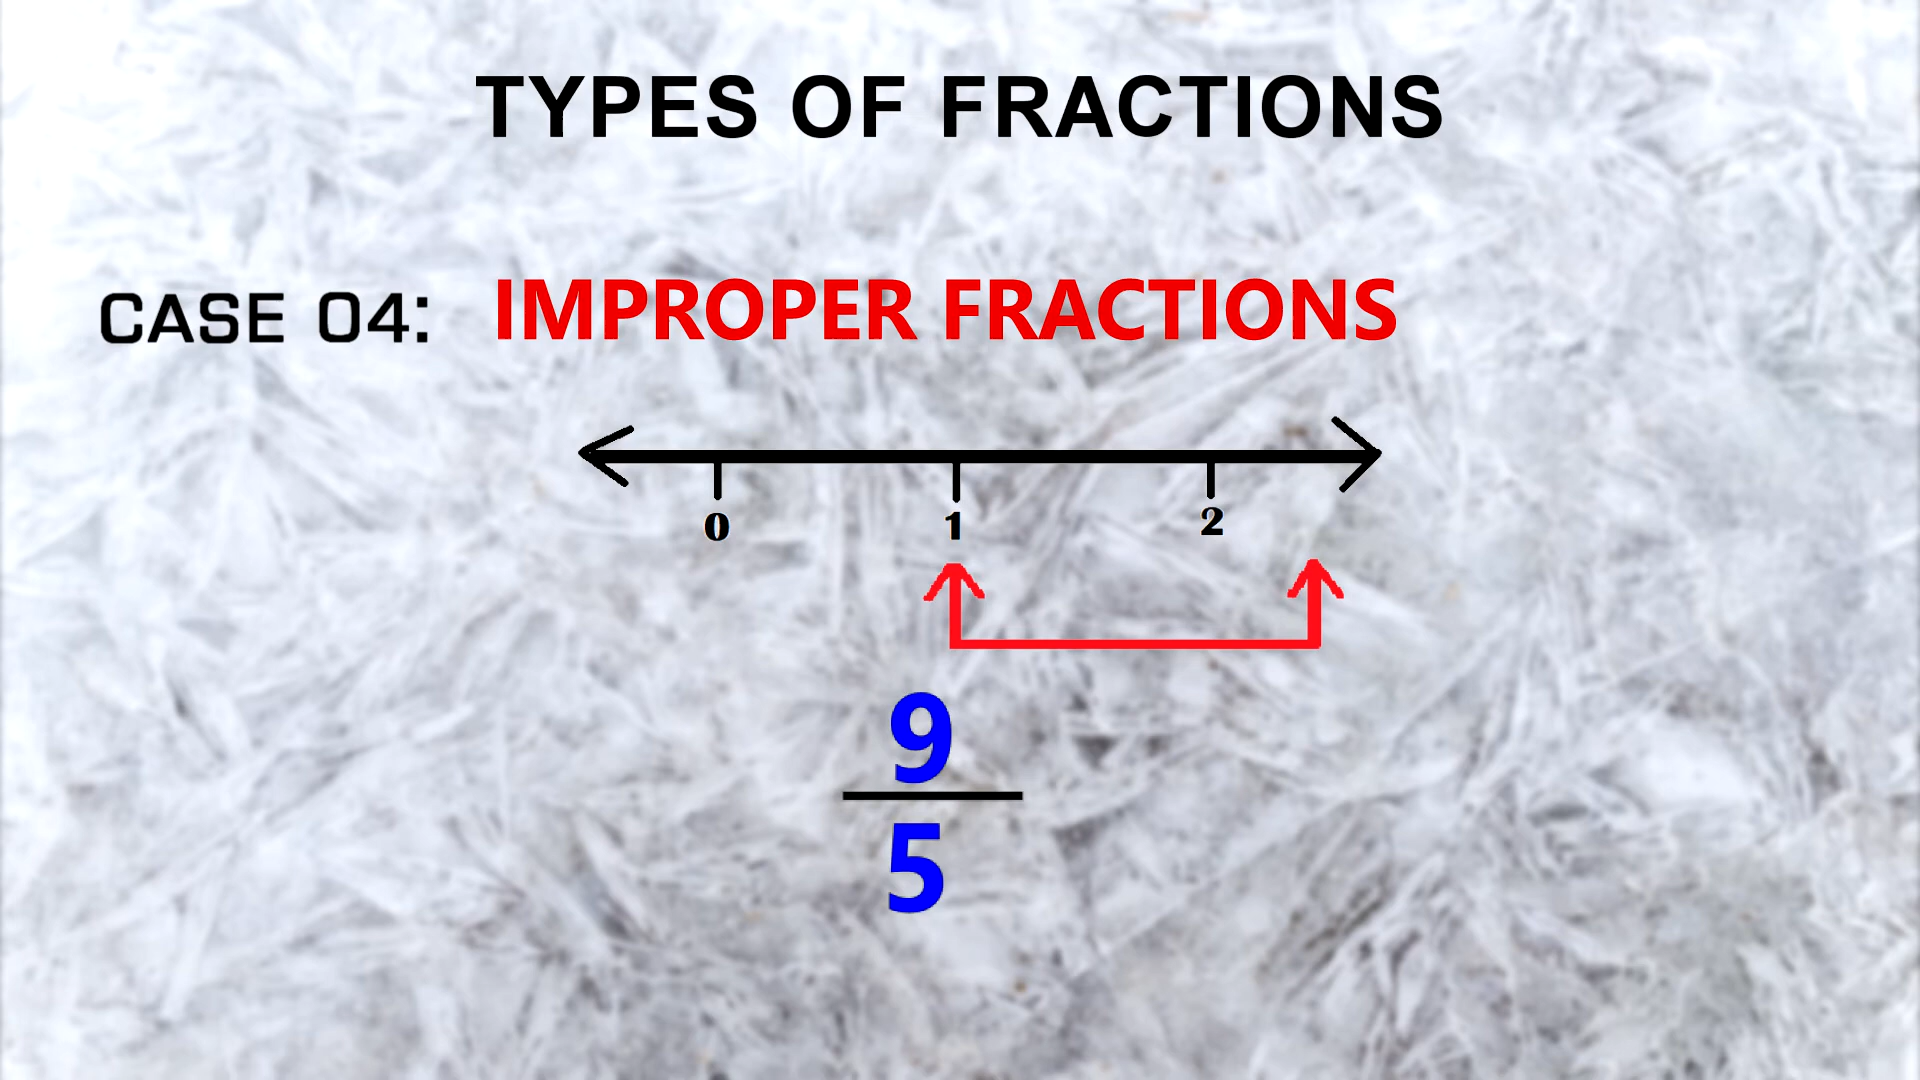 TYPES OF FRACTIONS
CASE 04: IMPROPER FRACTIONS
0 1 2
9
5